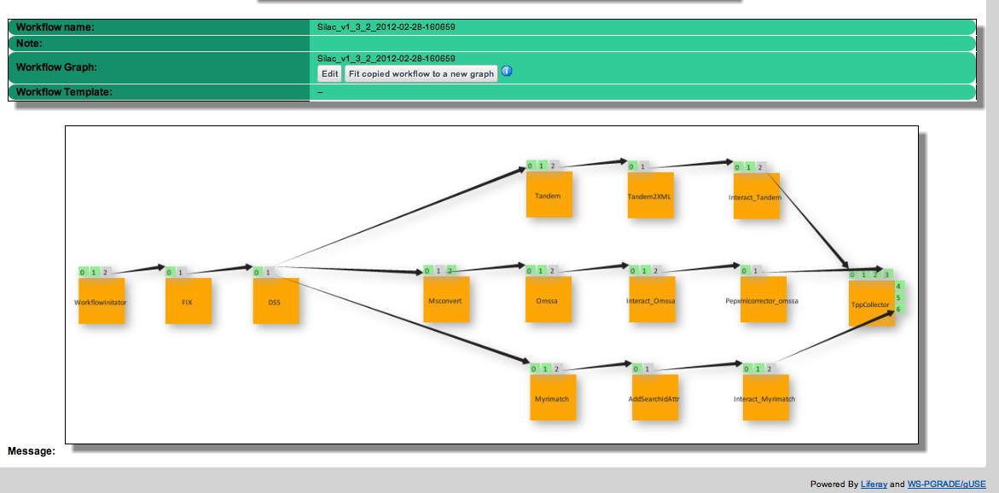 Workflow name: Silac_v1_3_2_2012-02-28-160659
Note:
Workflow Graph: Silac_v1_3_2_2012-02-28-160659
Edit Fit copied workflow to a new graph i
Workflow Template: --
0 1 2 0 1 0 1 2
Tandem Tandem2XML Interact_Tandem
0 1 2 0 1 0 1 0 1 2 0 1 2 0 1 2 0 1 0 1 2 3
WorkflowInitator FIX DSS Msconvert Omssa Interact_Omssa Pepxmlcorrector_omssa TppCollector
4
5
6
0 1 2 0 1 0 1 2
Myrimatch AddSearchIdAttr Interact_Myrimatch
Message:
Powered By Liferay and WS-PGRADE/gUSE